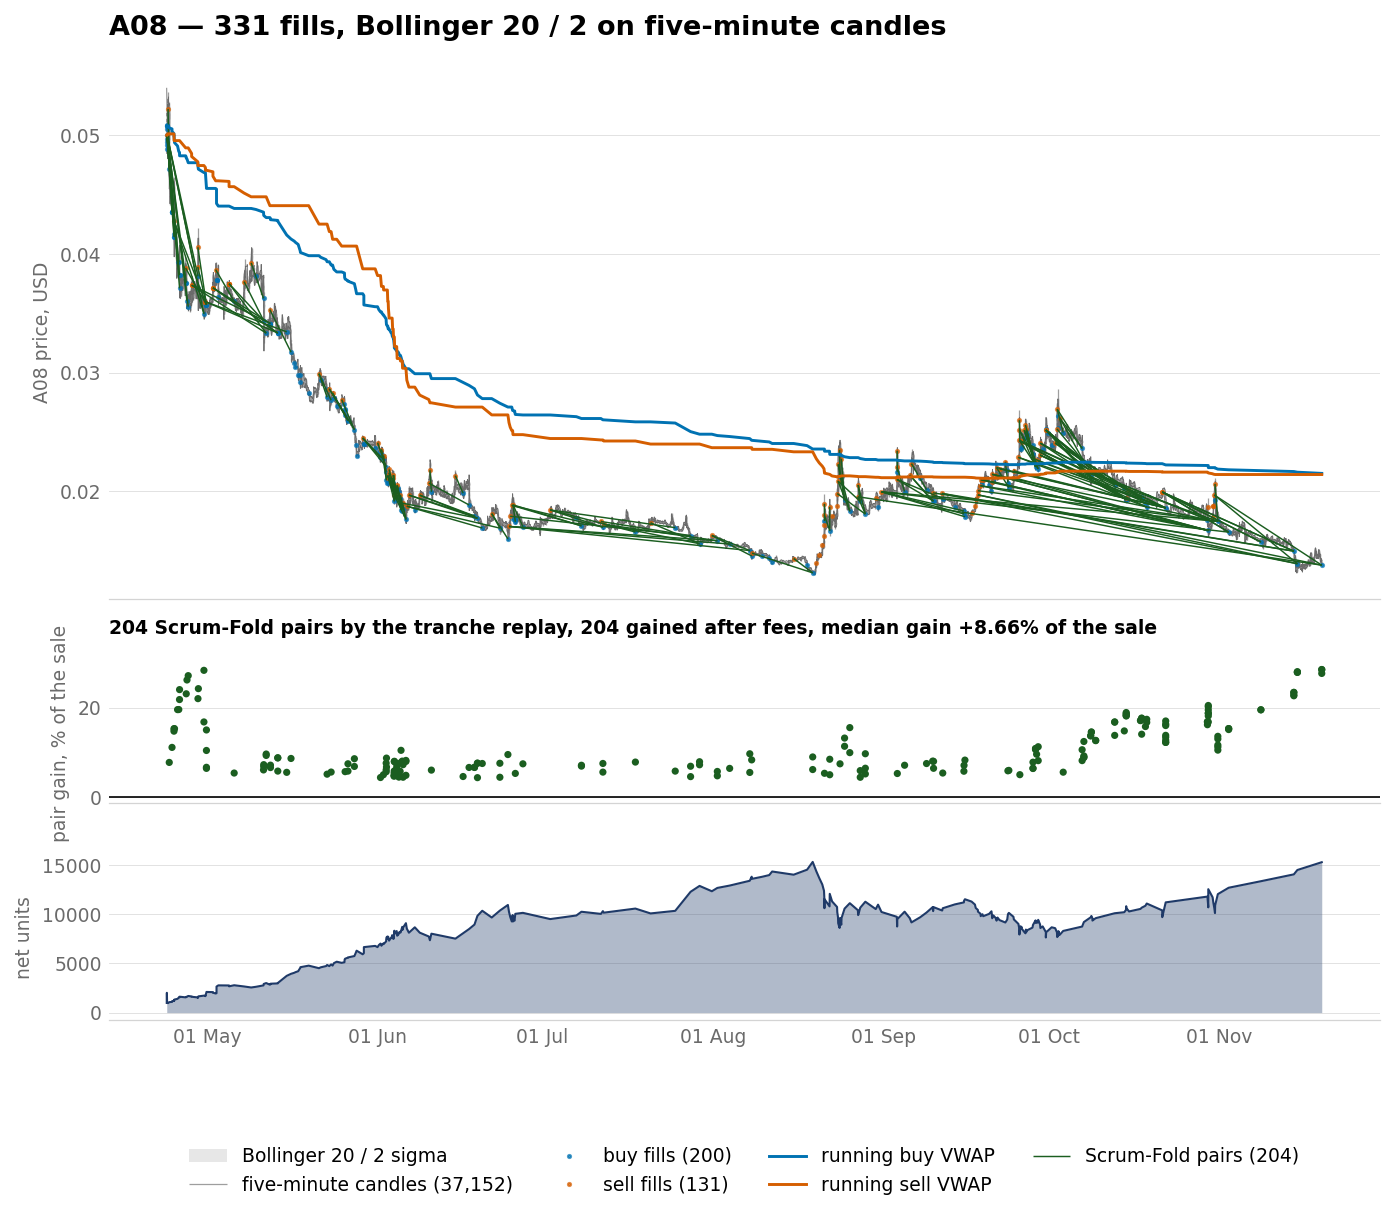 A08 — 331 fills, Bollinger 20 / 2 on five-minute candles
A08 price, USD
0.05
0.04
0.03
0.02
204 Scrum-Fold pairs by the tranche replay, 204 gained after fees, median gain +8.66% of the sale
pair gain, % of the sale
20
0
net units
15000
10000
5000
0
01 May
01 Jun
01 Jul
01 Aug
01 Sep
01 Oct
01 Nov
Bollinger 20 / 2 sigma
five-minute candles (37,152)
buy fills (200)
sell fills (131)
running buy VWAP
running sell VWAP
Scrum-Fold pairs (204)